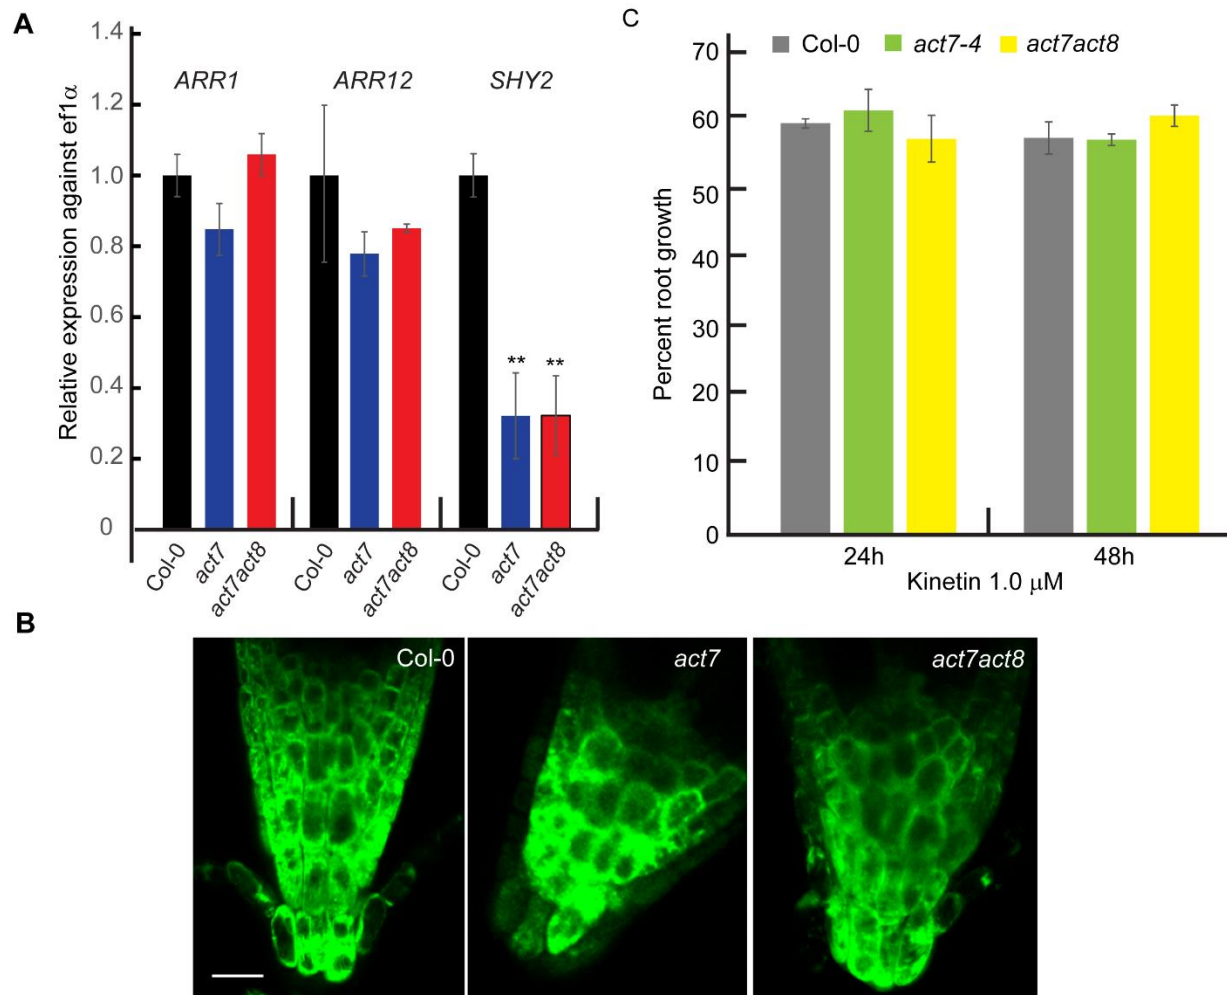 A
Relative expression against ef1α
1.4
1.2
1.0
0.8
0.6
0.4
0.2
0
ARR1 ARR12 SHY2
** **
Col-0 act7 act7act8 Col-0 act7 act7act8 Col-0 act7 act7act8
C
Col-0 act7-4 act7act8
Percent root growth
70
60
50
40
30
20
10
0
24h 48h
Kinetin 1.0 μM
B
Col-0 act7 act7act8